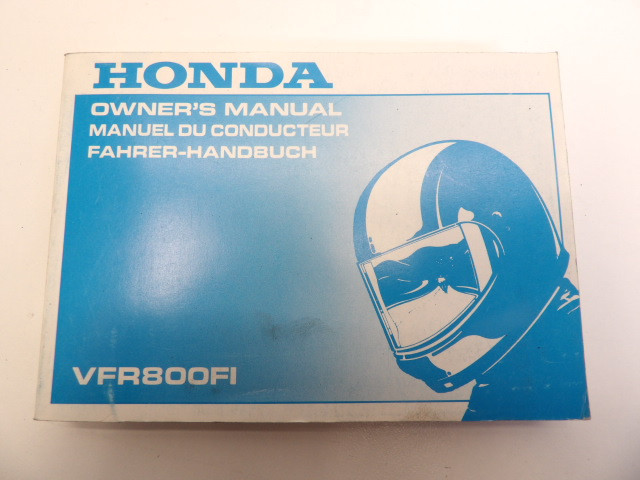 HONDA
OWNER'S MANUAL
MANUEL DU CONDUCTEUR
FAHRER-HANDBUCH
VFR800FI